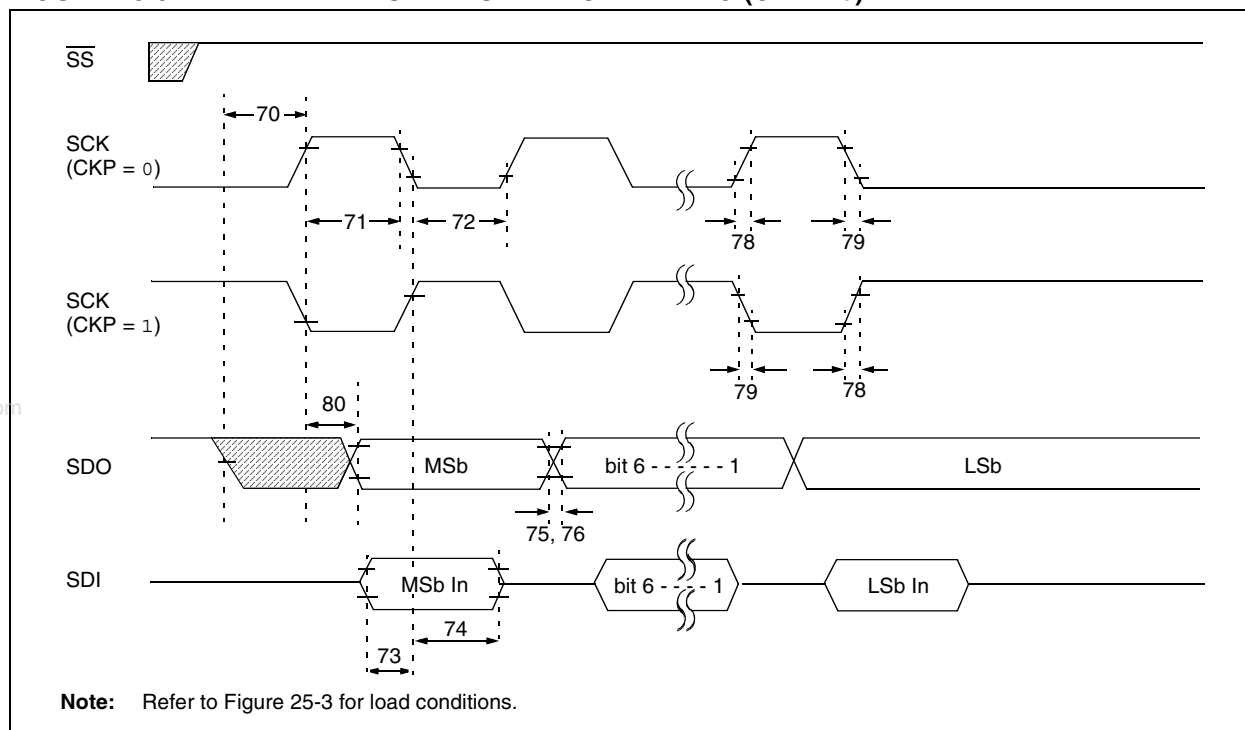 SS
70
SCK
(CKP = 0)
71
72
78
79
SCK
(CKP = 1)
79
78
80
SDO
MSb
bit 6 - - - - - - 1
LSb
75, 76
SDI
MSb In
bit 6 - - - - 1
LSb In
74
73
Note: Refer to Figure 25-3 for load conditions.